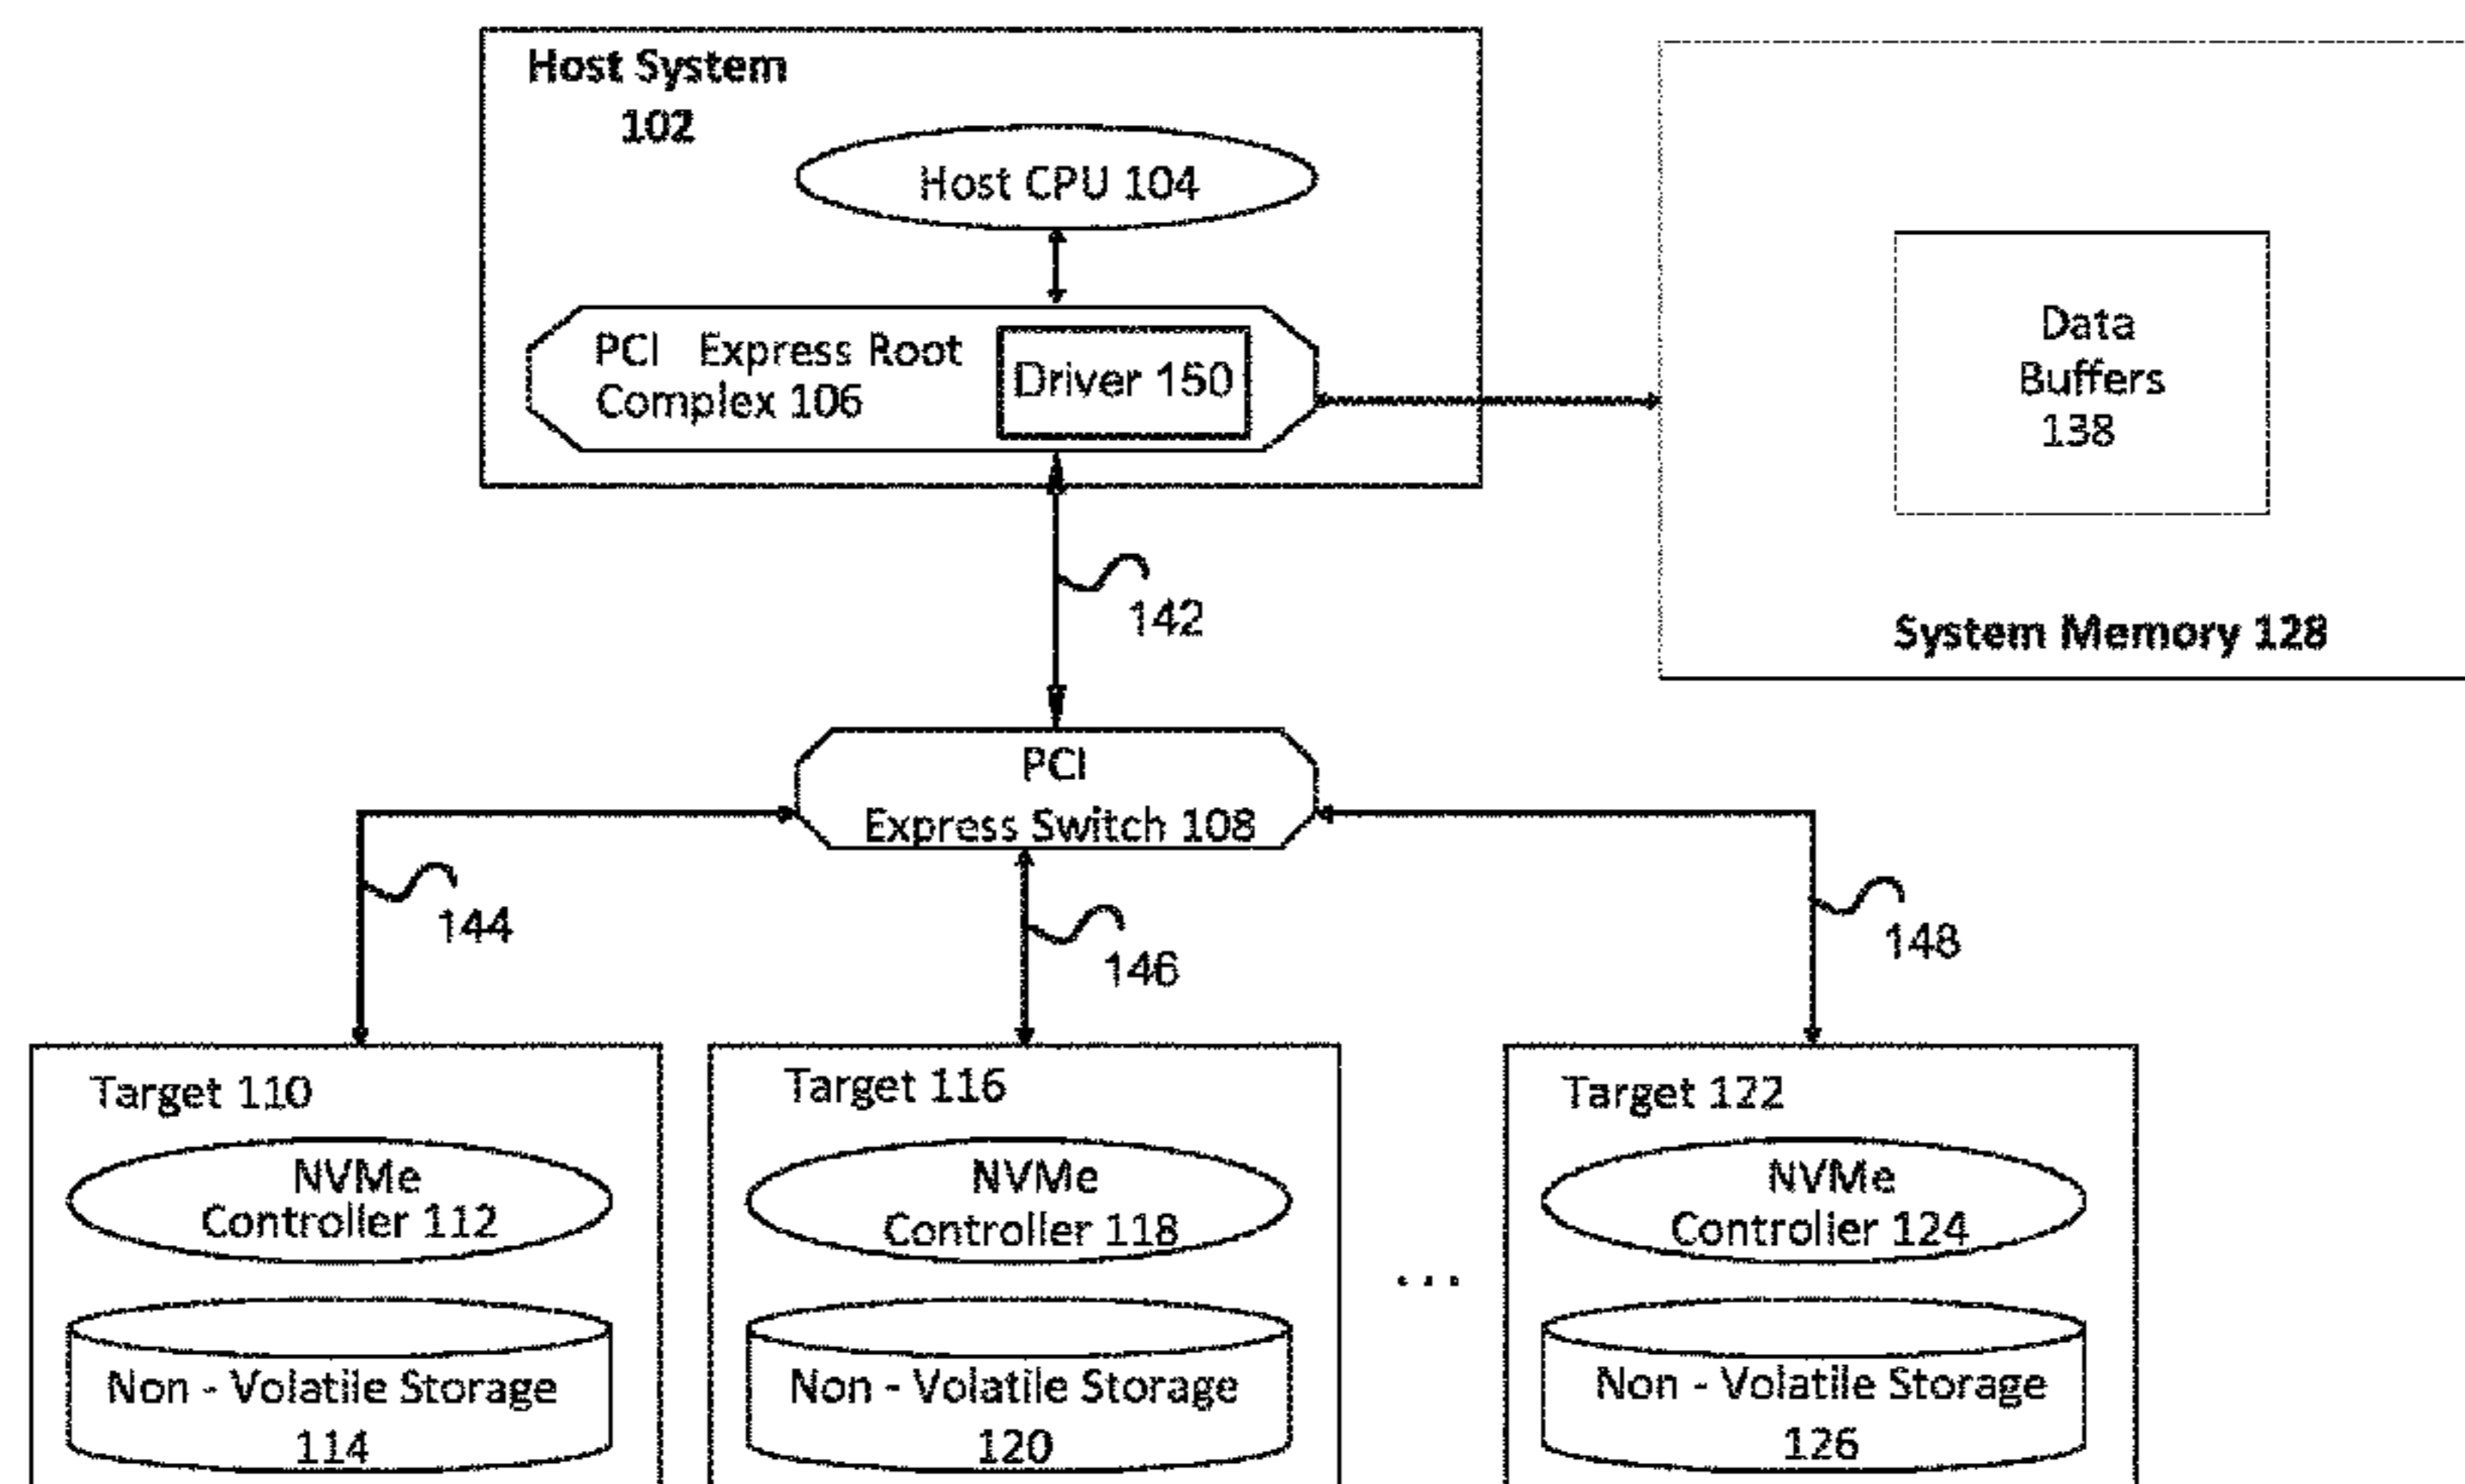 Host System
102
Host CPU 104
PCI Express Root
Complex 106
Driver 150
Data
Buffers
138
System Memory 128
142
PCI
Express Switch 108
144
146
148
Target 110
NVMe
Controller 112
Non - Volatile Storage
114
Target 116
NVMe
Controller 118
Non - Volatile Storage
120
...
Target 122
NVMe
Controller 124
Non - Volatile Storage
126